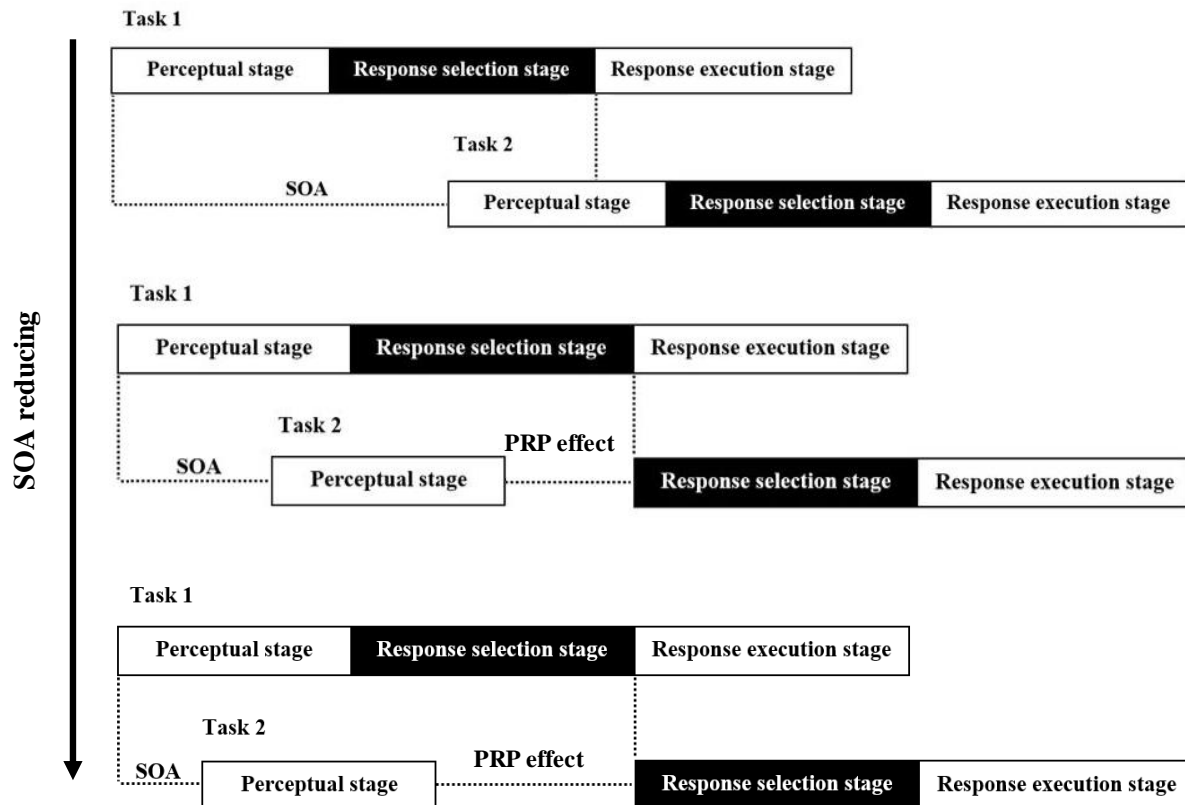 Task 1
Perceptual stage Response selection stage Response execution stage
Task 2
SOA
Perceptual stage Response selection stage Response execution stage
SOA reducing
Task 1
Perceptual stage Response selection stage Response execution stage
Task 2
PRP effect
SOA
Perceptual stage
Response selection stage Response execution stage
Task 1
Perceptual stage Response selection stage Response execution stage
Task 2
PRP effect
SOA
Perceptual stage
Response selection stage Response execution stage